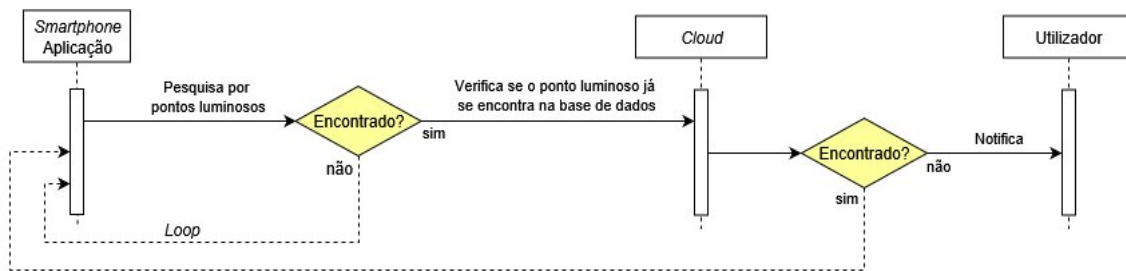 Smartphone
Aplicação
Cloud
Utilizador
Pesquisa por
pontos luminosos
Encontrado?
sim
não
Loop
Verifica se o ponto luminoso já
se encontra na base de dados
Encontrado?
não
sim
Notifica